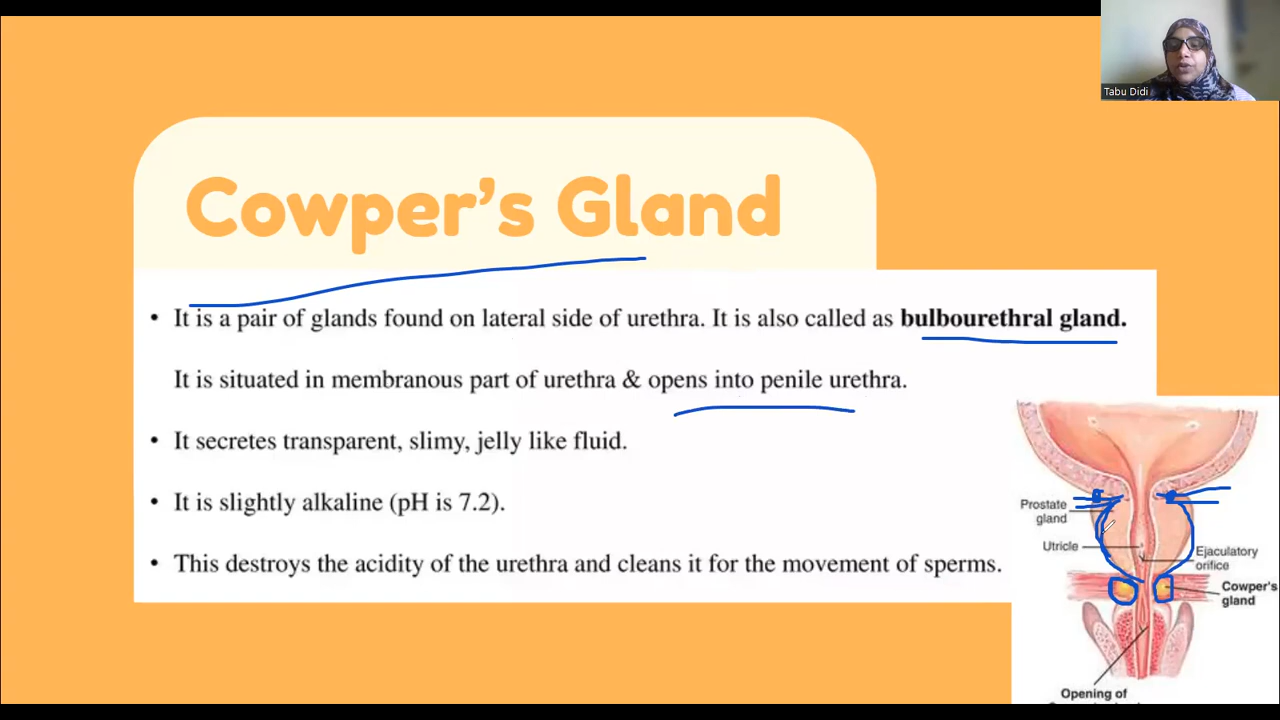 Tabu Didi
Cowper's Gland
• It is a pair of glands found on lateral side of urethra. It is also called as bulbourethral gland.
It is situated in membranous part of urethra & opens into penile urethra.
• It secretes transparent, slimy, jelly like fluid.
• It is slightly alkaline (pH is 7.2).
• This destroys the acidity of the urethra and cleans it for the movement of sperms.
Prostate
gland
Utricle
Ejaculatory
orifice
Cowper's
gland
Opening of